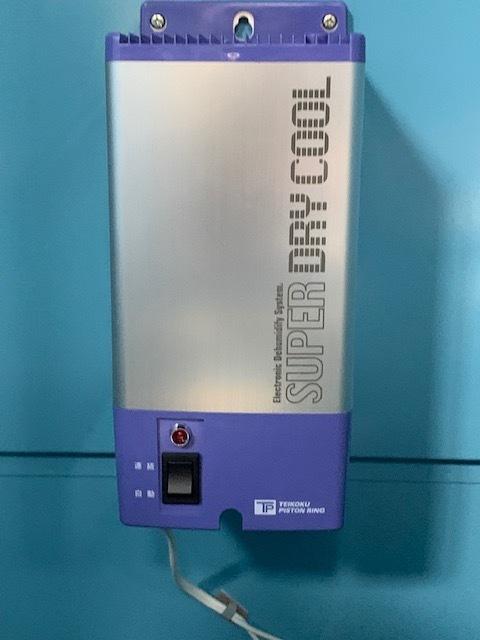 Electronic Dehumidify System.
SUPER DRY COOL
連続
自動
TP TEIKOKU
PISTON RING